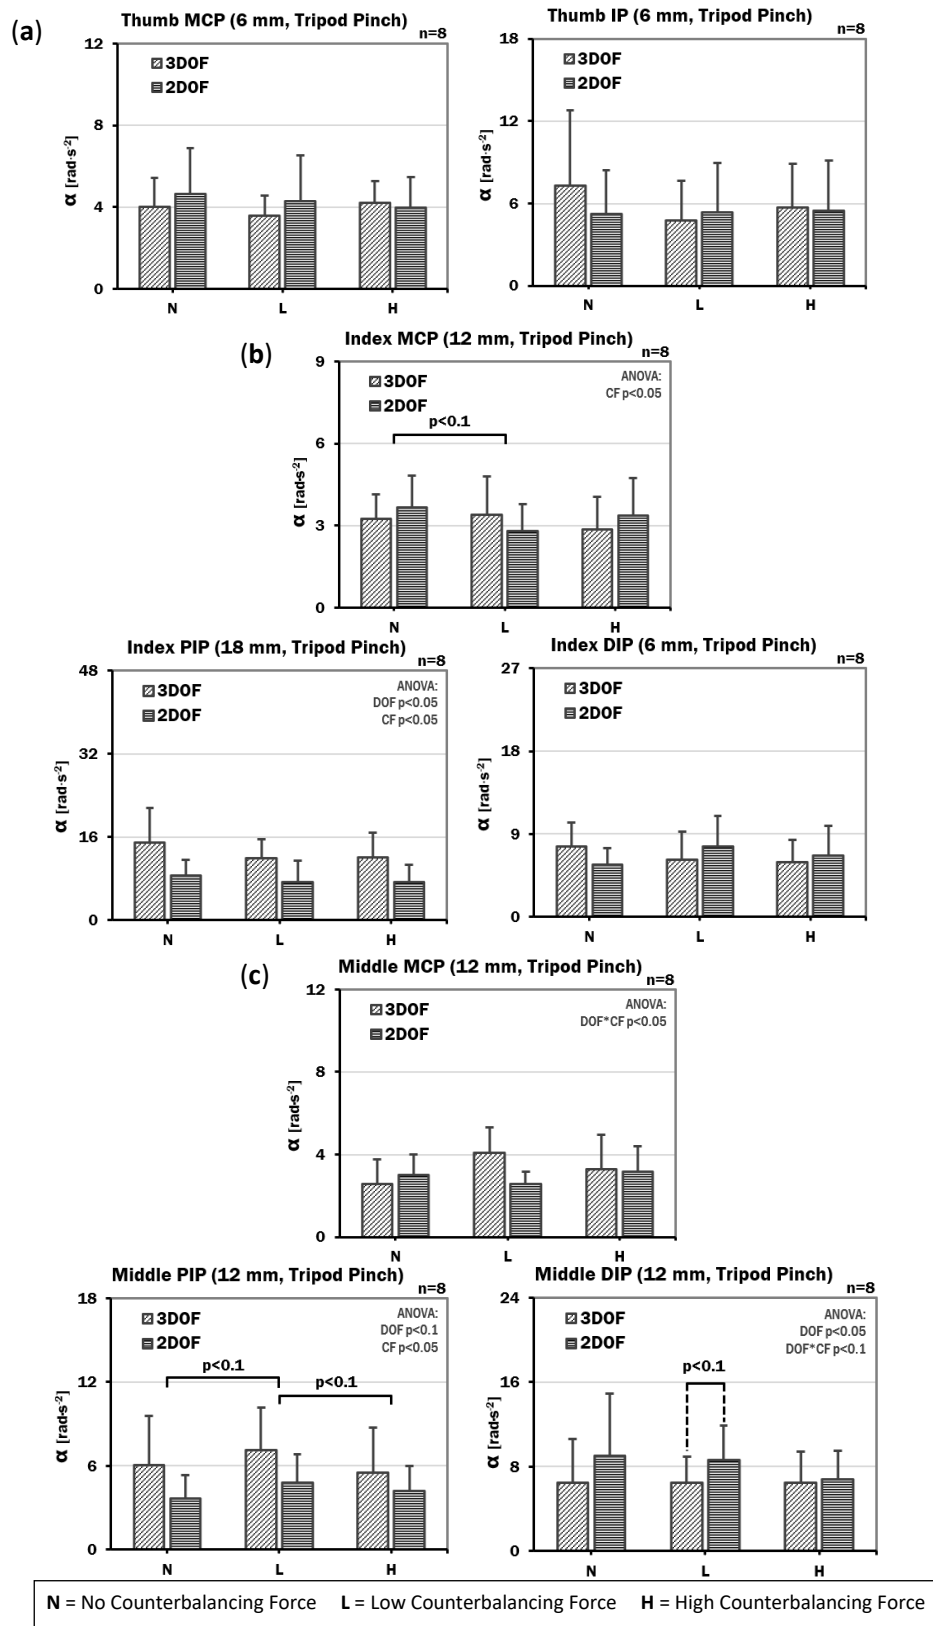 (a)
Thumb MCP (6 mm, Tripod Pinch)
n=8
α [rad·s-2]
12
8
4
0
3DOF
2DOF
N L H
Thumb IP (6 mm, Tripod Pinch)
n=8
α [rad·s-2]
18
12
6
0
3DOF
2DOF
N L H
(b)
Index MCP (12 mm, Tripod Pinch)
n=8
α [rad·s-2]
9
6
3
0
3DOF
2DOF
ANOVA:
CF p<0.05
p<0.1
N L H
Index PIP (18 mm, Tripod Pinch)
n=8
α [rad·s-2]
48
32
16
0
3DOF
2DOF
ANOVA:
DOF p<0.05
CF p<0.05
N L H
Index DIP (6 mm, Tripod Pinch)
n=8
α [rad·s-2]
27
18
9
0
3DOF
2DOF
N L H
(c)
Middle MCP (12 mm, Tripod Pinch)
n=8
α [rad·s-2]
12
8
4
0
3DOF
2DOF
ANOVA:
DOF*CF p<0.05
N L H
Middle PIP (12 mm, Tripod Pinch)
n=8
α [rad·s-2]
18
12
6
0
3DOF
2DOF
ANOVA:
DOF p<0.1
CF p<0.05
p<0.1
p<0.1
N L H
Middle DIP (12 mm, Tripod Pinch)
n=8
α [rad·s-2]
24
16
8
0
3DOF
2DOF
ANOVA:
DOF p<0.05
DOF*CF p<0.1
p<0.1
N L H
N = No Counterbalancing Force L = Low Counterbalancing Force H = High Counterbalancing Force